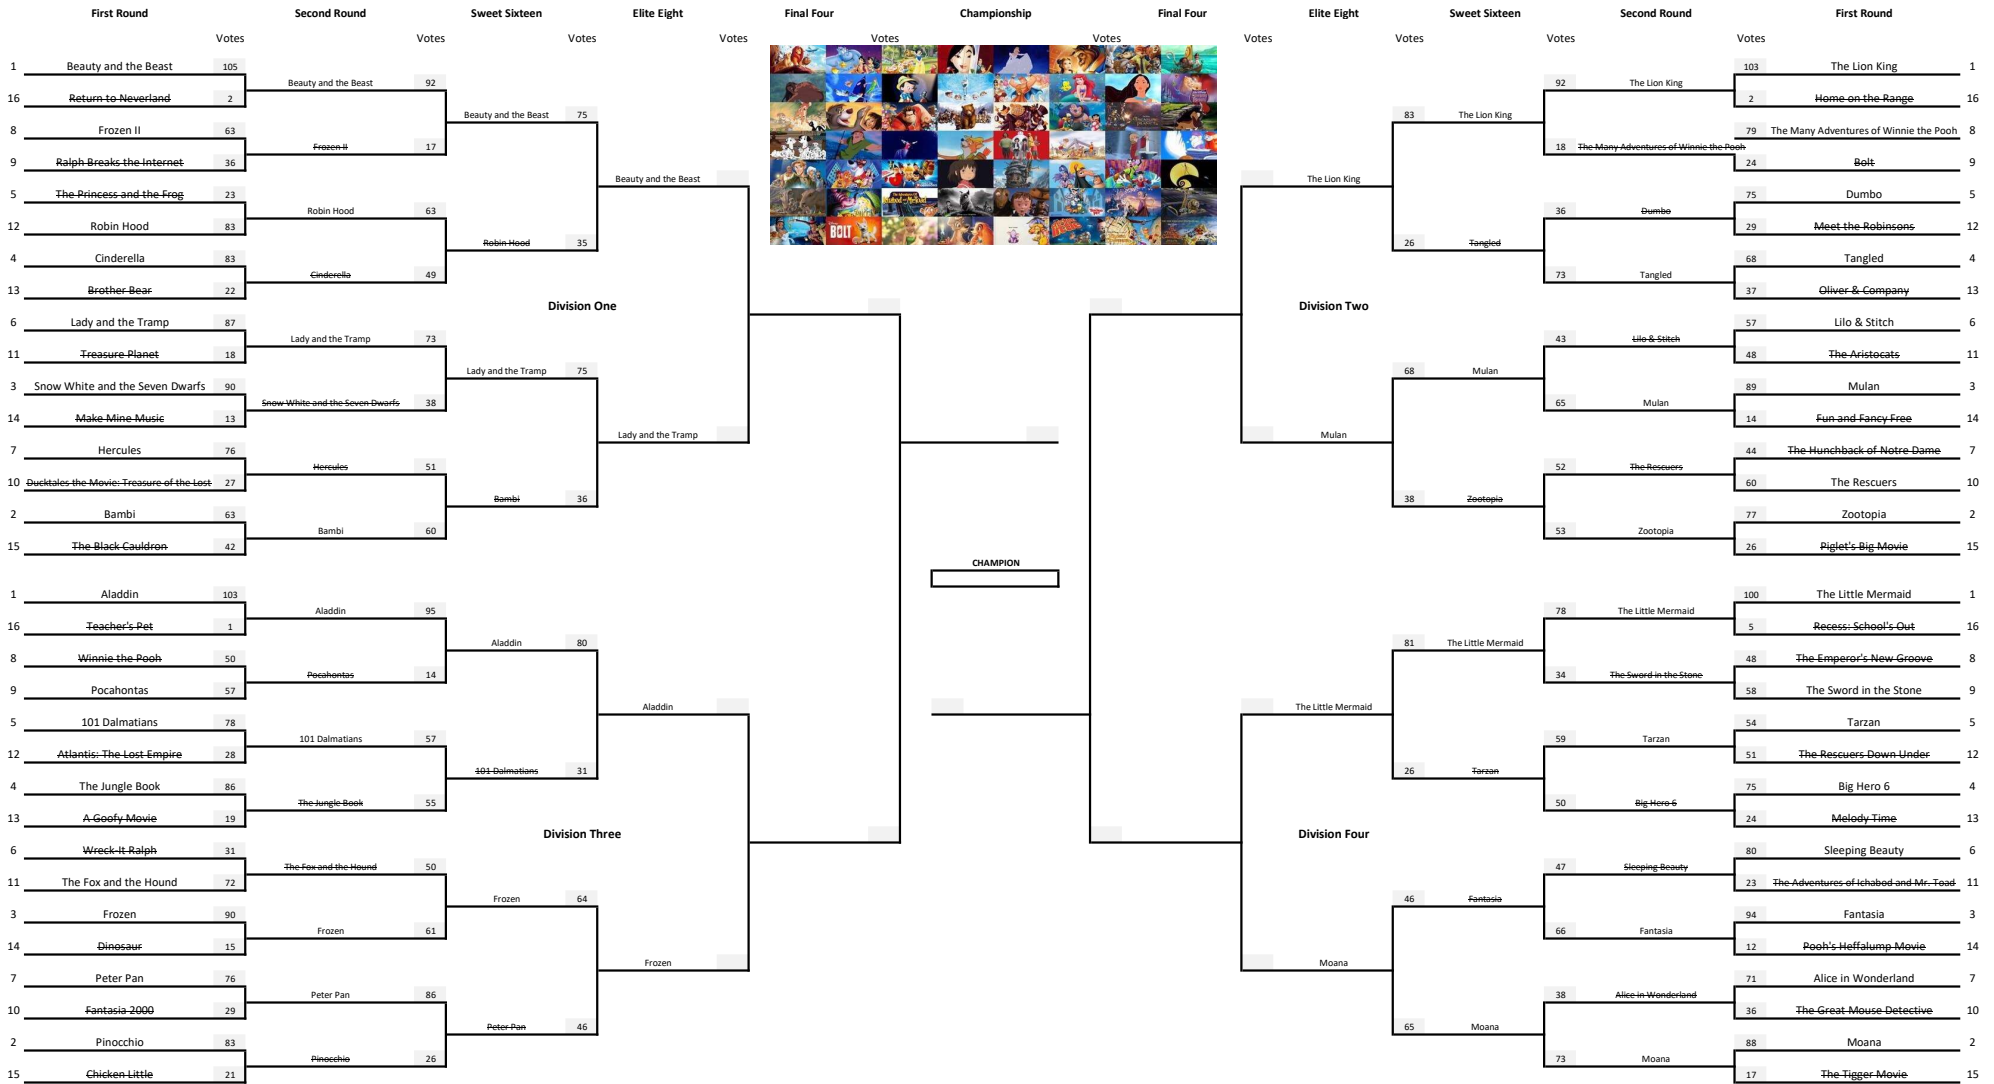 First Round Second Round Sweet Sixteen Elite Eight Final Four Championship Final Four Elite Eight Sweet Sixteen Second Round First Round
Votes Votes Votes Votes Votes Votes Votes Votes Votes Votes
1 Beauty and the Beast 105
16 Return to Neverland 2
8 Frozen II 63
9 Ralph Breaks the Internet 36
5 The Princess and the Frog 23
12 Robin Hood 83
4 Cinderella 83
13 Brother Bear 22
6 Lady and the Tramp 87
11 Treasure Planet 18
3 Snow White and the Seven Dwarfs 90
14 Make Mine Music 13
7 Hercules 76
10 Ducktales the Movie: Treasure of the Lost 27
2 Bambi 63
15 The Black Cauldron 42
Beauty and the Beast 92
Frozen II 17
Robin Hood 63
Cinderella 49
Lady and the Tramp 73
Snow White and the Seven Dwarfs 38
Hercules 51
Bambi 60
Beauty and the Beast 75
Robin Hood 35
Division One
Lady and the Tramp 75
Bambi 36
Beauty and the Beast
Lady and the Tramp
1 Aladdin 103
16 Teacher's Pet 1
8 Winnie the Pooh 50
9 Pocahontas 57
5 101 Dalmatians 78
12 Atlantis: The Lost Empire 28
4 The Jungle Book 86
13 A Goofy Movie 19
6 Wreck-It Ralph 31
11 The Fox and the Hound 72
3 Frozen 90
14 Dinosaur 15
7 Peter Pan 76
10 Fantasia 2000 29
2 Pinocchio 83
15 Chicken Little 21
Aladdin 95
Pocahontas 14
101 Dalmatians 57
The Jungle Book 55
The Fox and the Hound 50
Frozen 61
Peter Pan 86
Pinocchio 26
Aladdin 80
101 Dalmatians 31
Division Three
Frozen 64
Peter Pan 46
Aladdin
Frozen
BOLT
CHAMPION
The Lion King
Mulan
83 The Lion King
26 Tangled
Division Two
68 Mulan
38 Zootopia
92 The Lion King
18 The Many Adventures of Winnie the Pooh
36 Dumbo
73 Tangled
43 Lilo & Stitch
65 Mulan
52 The Rescuers
53 Zootopia
103 The Lion King 1
2 Home on the Range 16
79 The Many Adventures of Winnie the Pooh 8
24 Bolt 9
75 Dumbo 5
29 Meet the Robinsons 12
68 Tangled 4
37 Oliver & Company 13
57 Lilo & Stitch 6
48 The Aristocats 11
89 Mulan 3
14 Fun and Fancy Free 14
44 The Hunchback of Notre Dame 7
60 The Rescuers 10
77 Zootopia 2
26 Piglet's Big Movie 15
The Little Mermaid
Moana
81 The Little Mermaid
26 Tarzan
Division Four
46 Fantasia
65 Moana
78 The Little Mermaid
34 The Sword in the Stone
59 Tarzan
50 Big Hero 6
47 Sleeping Beauty
66 Fantasia
38 Alice in Wonderland
73 Moana
100 The Little Mermaid 1
5 Recess: School's Out 16
48 The Emperor's New Groove 8
58 The Sword in the Stone 9
54 Tarzan 5
51 The Rescuers Down Under 12
75 Big Hero 6 4
24 Melody Time 13
80 Sleeping Beauty 6
23 The Adventures of Ichabod and Mr. Toad 11
94 Fantasia 3
12 Pooh's Heffalump Movie 14
71 Alice in Wonderland 7
36 The Great Mouse Detective 10
88 Moana 2
17 The Tigger Movie 15